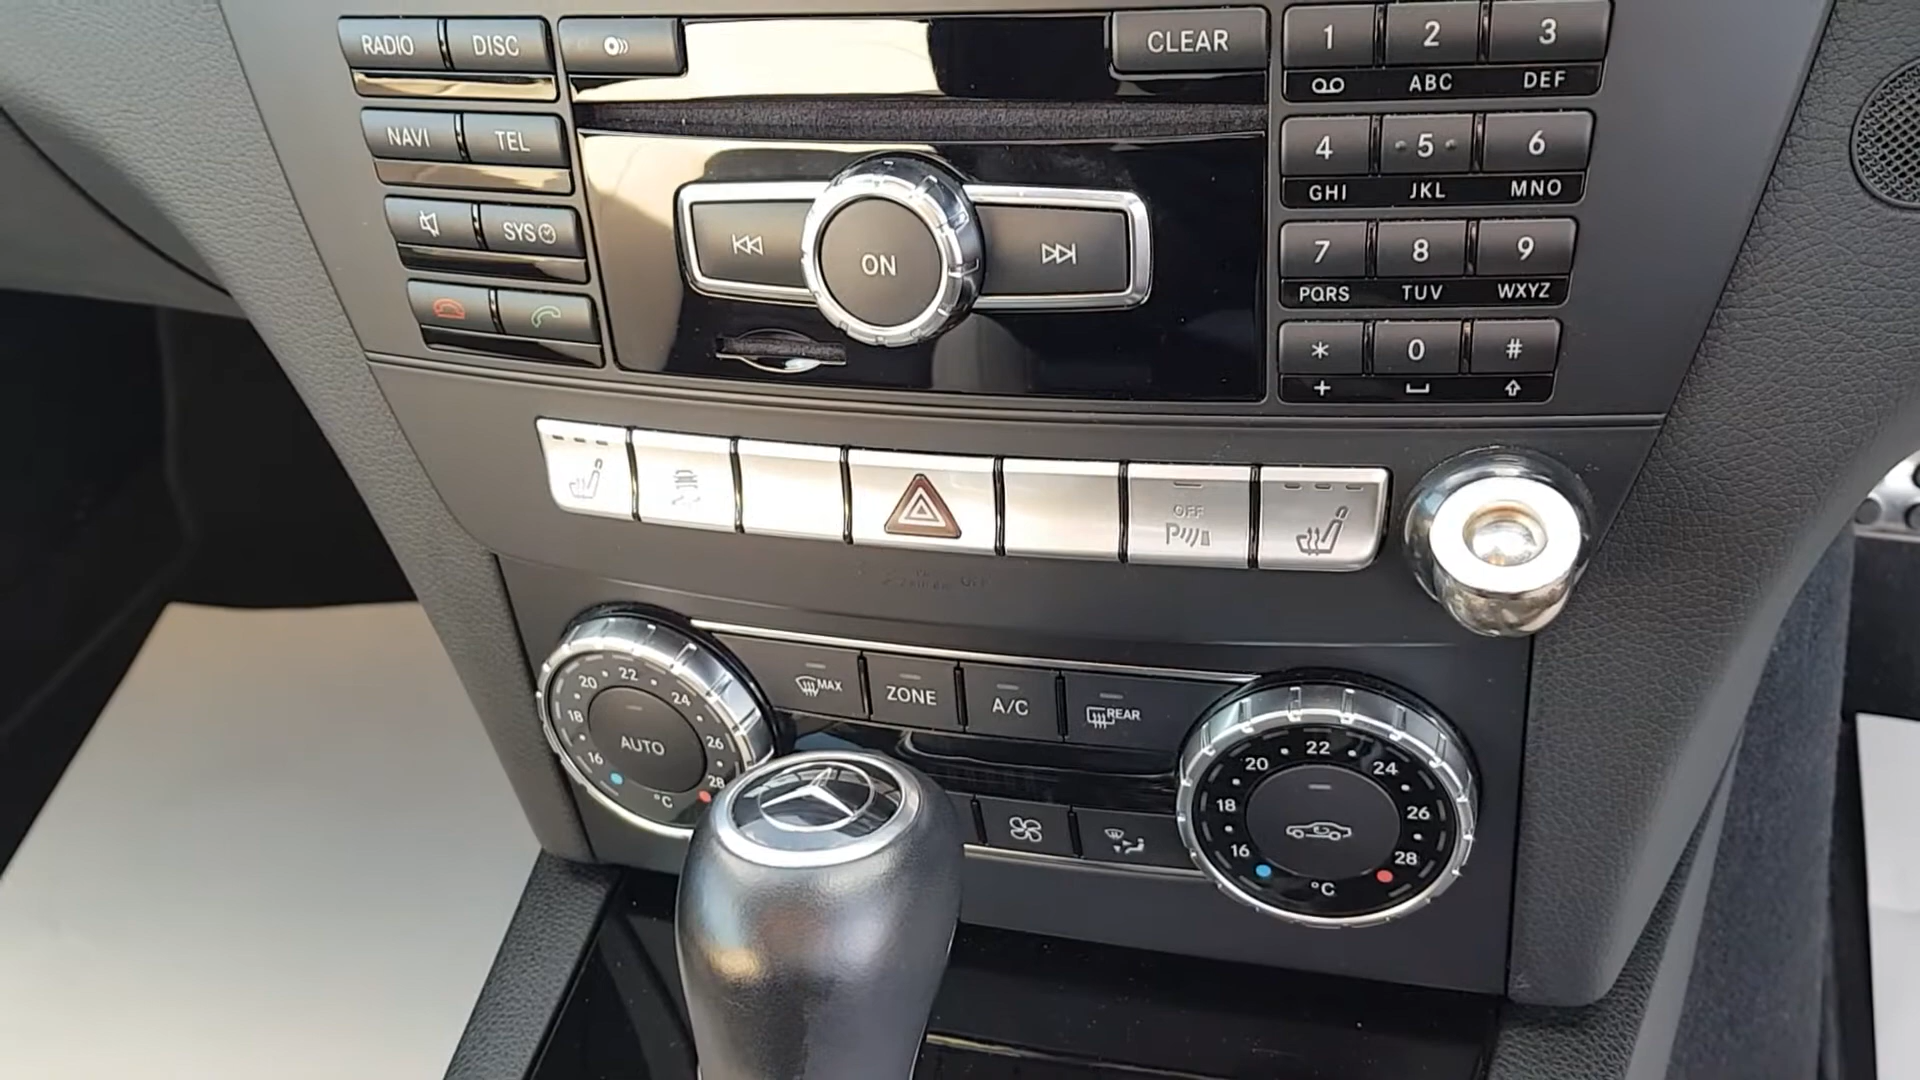 RADIO DISC
CLEAR
1 2 3
ABC DEF
NAVI TEL
4 5 6
GHI JKL MNO
SYS
ON
7 8 9
PQRS TUV WXYZ
* 0 #
+
OFF
P
OFF
MAX
ZONE
A/C
REAR
16 18 20 22 24 26 28
AUTO
°C
16 18 20 22 24 26 28
°C